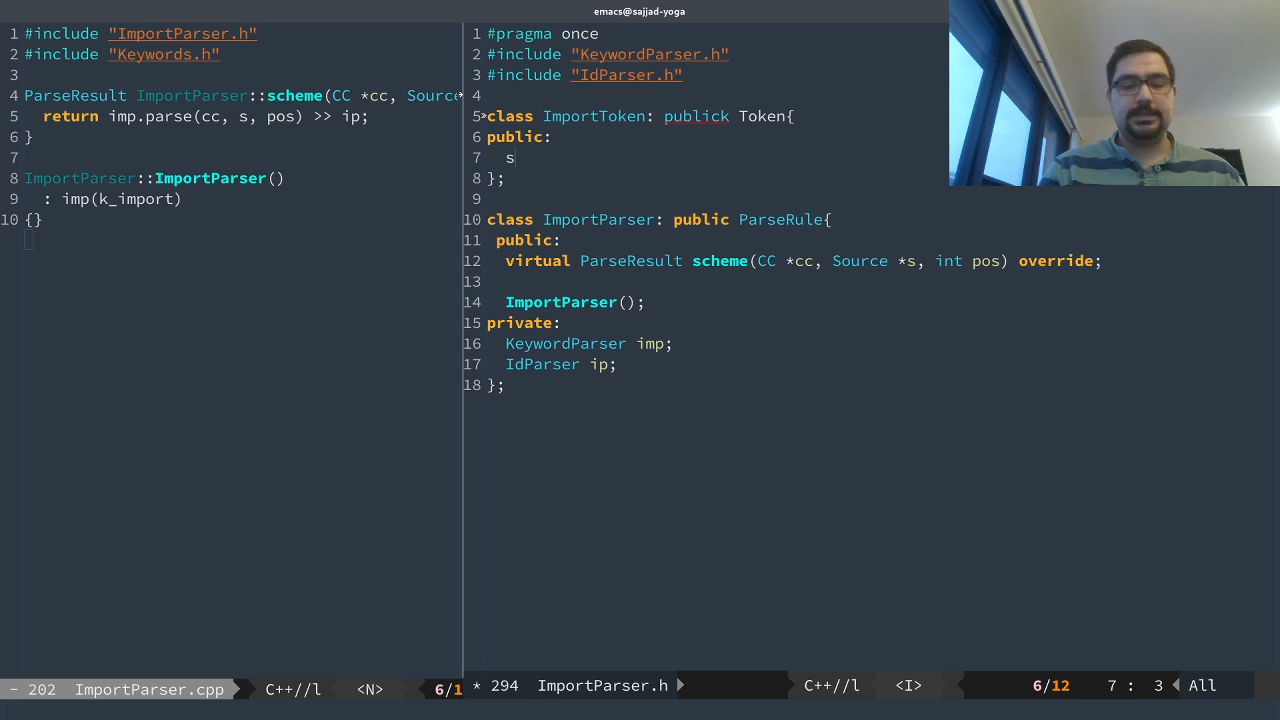 emacs@sajjad-yoga
1 #include "ImportParser.h"
2 #include "Keywords.h"
3
4 ParseResult ImportParser::scheme(CC *cc, Source
5   return imp.parse(cc, s, pos) >> ip;
6 }
7
8 ImportParser::ImportParser()
9   : imp(k_import)
10 {}
- 202 ImportParser.cpp C++//l <N> 6/1
1 #pragma once
2 #include "KeywordParser.h"
3 #include "IdParser.h"
4
5 class ImportToken: publick Token{
6 public:
7   s
8 };
9
10 class ImportParser: public ParseRule{
11  public:
12   virtual ParseResult scheme(CC *cc, Source *s, int pos) override;
13
14   ImportParser();
15 private:
16   KeywordParser imp;
17   IdParser ip;
18 };
* 294 ImportParser.h C++//l <I> 6/12 7 : 3 All